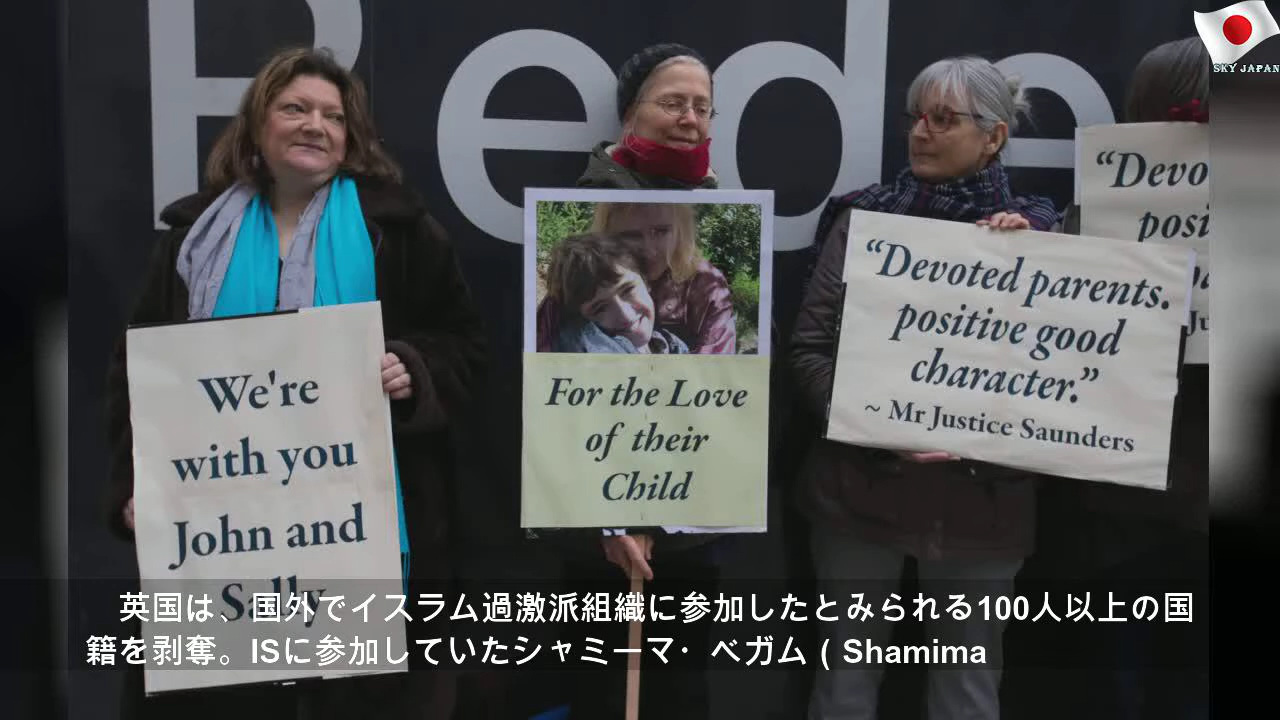 Rede
SKY JAPAN
We're
with you
John and
Sally
For the Love
of their
Child
“Devoted parents.
positive good
character.”
~ Mr Justice Saunders
“Devo
posi
Ju
　英国は、国外でイスラム過激派組織に参加したとみられる100人以上の国
籍を剥奪。ISに参加していたシャミーマ・ベガム（Shamima